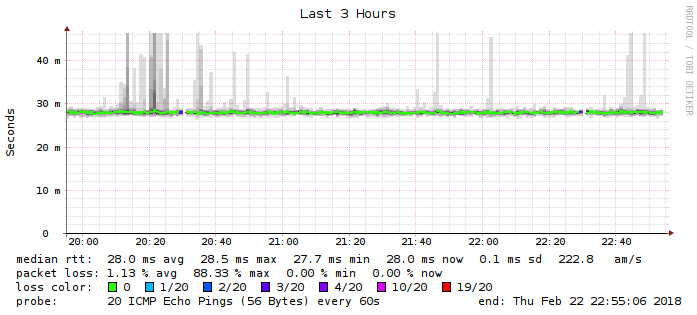 Last 3 Hours
RRDTOOL / TOBI OETIKER
Seconds
40 m
30 m
20 m
10 m
0
20:00 20:20 20:40 21:00 21:20 21:40 22:00 22:20 22:40
median rtt: 28.0 ms avg 28.5 ms max 27.7 ms min 28.0 ms now 0.1 ms sd 222.8 am/s
packet loss: 1.13 % avg 88.33 % max 0.00 % min 0.00 % now
loss color: 0 1/20 2/20 3/20 4/20 10/20 19/20
probe: 20 ICMP Echo Pings (56 Bytes) every 60s end: Thu Feb 22 22:55:06 2018